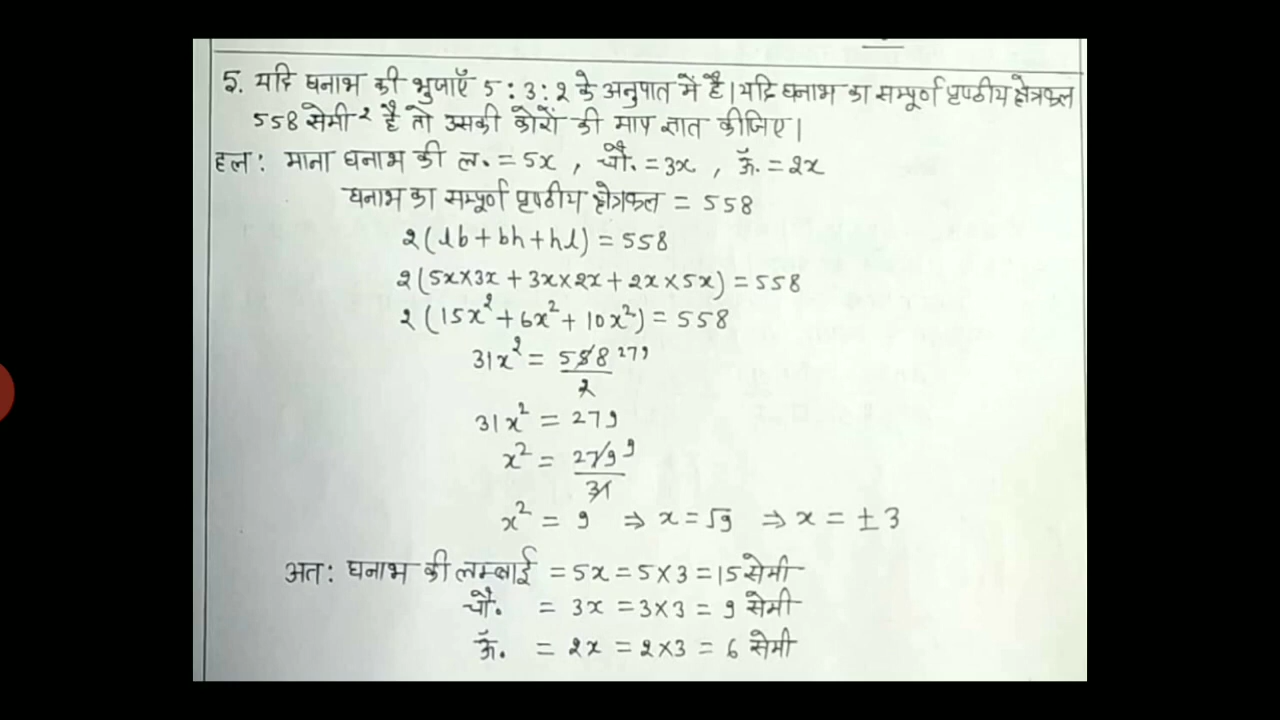 5. यदि घनाभ की भुजाएँ 5 : 3 : 2 के अनुपात में है। यदि घनाभ का सम्पूर्ण पृष्ठीय क्षेत्रफल
558 सेमी² है तो उसकी कोरों की माप ज्ञात कीजिए।
हल : माना घनाभ की ल. = 5x , चौ. = 3x , ऊँ. = 2x
घनाभ का सम्पूर्ण पृष्ठीय क्षेत्रफल = 558
2(lb + bh + hl) = 558
2(5x×3x + 3x×2x + 2x×5x) = 558
2(15x² + 6x² + 10x²) = 558
31x² = 558 279
2
31x² = 279
x² = 279 9
31
x² = 9 ⇒ x = √9 ⇒ x = ± 3
अत: घनाभ की लम्बाई = 5x = 5×3 = 15 सेमी
चौ. = 3x = 3×3 = 9 सेमी
ऊँ. = 2x = 2×3 = 6 सेमी